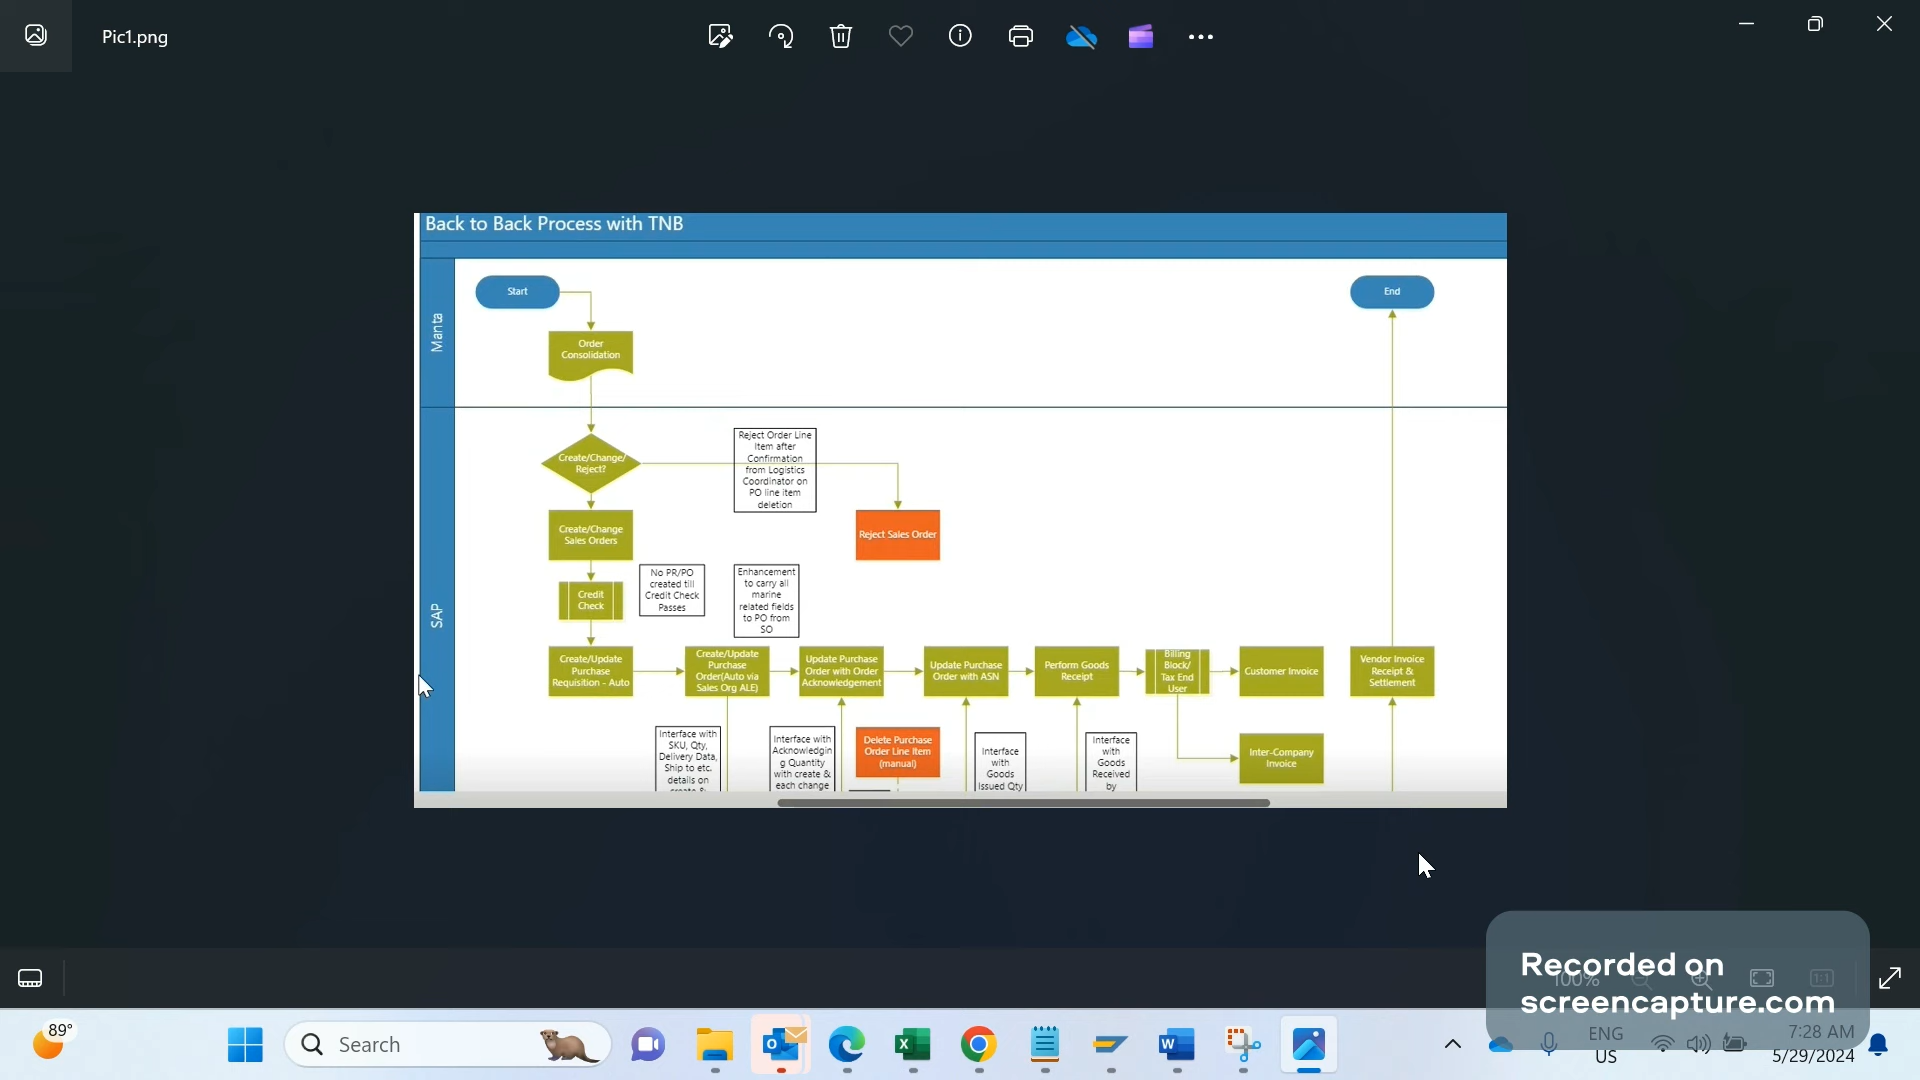 Pic1.png
Back to Back Process with TNB
Manta
Start
End
Order
Consolidation
SAP
Create/Change/
Reject?
Reject Order Line
Item after
Confirmation
from Logistics
Coordinator on
PO line item
deletion
Create/Change
Sales Orders
Reject Sales Order
Credit
Check
No PR/PO
created till
Credit Check
Passes
Enhancement
to carry all
marine
related fields
to PO from
SO
Create/Update
Purchase
Requisition - Auto
Create/Update
Purchase
Order(Auto via
Sales Org ALE)
Update Purchase
Order with Order
Acknowledgement
Update Purchase
Order with ASN
Perform Goods
Receipt
Billing
Block/
Tax End
User
Customer Invoice
Vendor Invoice
Receipt &
Settlement
Interface with
SKU, Qty,
Delivery Data,
Ship to etc.
details on
Interface with
Acknowledgin
g Quantity
with create &
each change
Delete Purchase
Order Line Item
(manual)
Interface
with
Goods
Issued Qty
Interface
with
Goods
Received
by
Inter-Company
Invoice
100%
Recorded on
screencapture.com
89°
Search
ENG
US
7:28 AM
5/29/2024